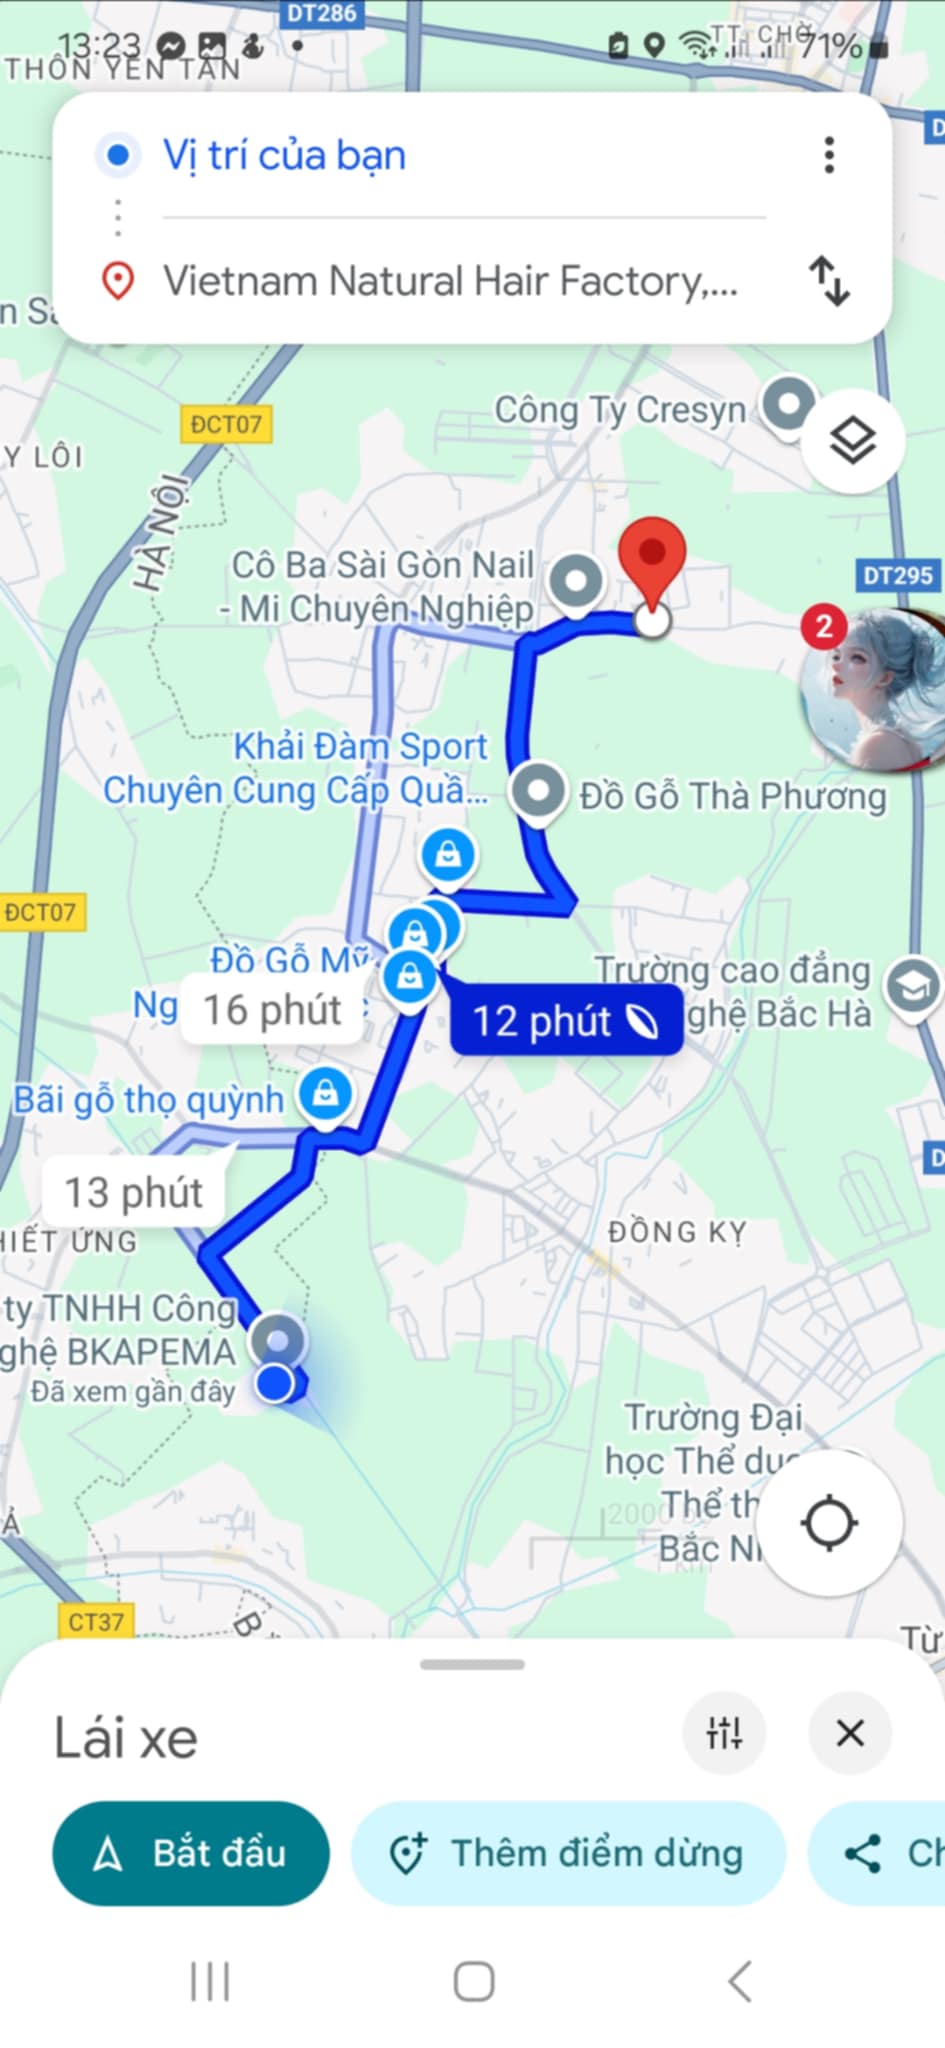 DT286
13:23
TT. CHỜ
71%
THÔN YÊN TÂN
Vị trí của bạn
Vietnam Natural Hair Factory,...
Công Ty Cresyn
ĐCT07
Y LÔI
HÀ NỘI
Cô Ba Sài Gòn Nail
- Mi Chuyên Nghiệp
DT295
2
Khải Đàm Sport
Chuyên Cung Cấp Quầ...
Đồ Gỗ Thà Phương
ĐCT07
Đồ Gỗ Mỹ
Ng
16 phút
12 phút
Trường cao đẳng
ghệ Bắc Hà
Bãi gỗ thọ quỳnh
13 phút
ĐỒNG KỴ
HIẾT ỨNG
ty TNHH Công
ghệ BKAPEMA
Đã xem gần đây
Trường Đại
học Thể dụ
Thể th
Bắc Ni
CT37
Từ
Lái xe
Bắt đầu
Thêm điểm dừng
Ch